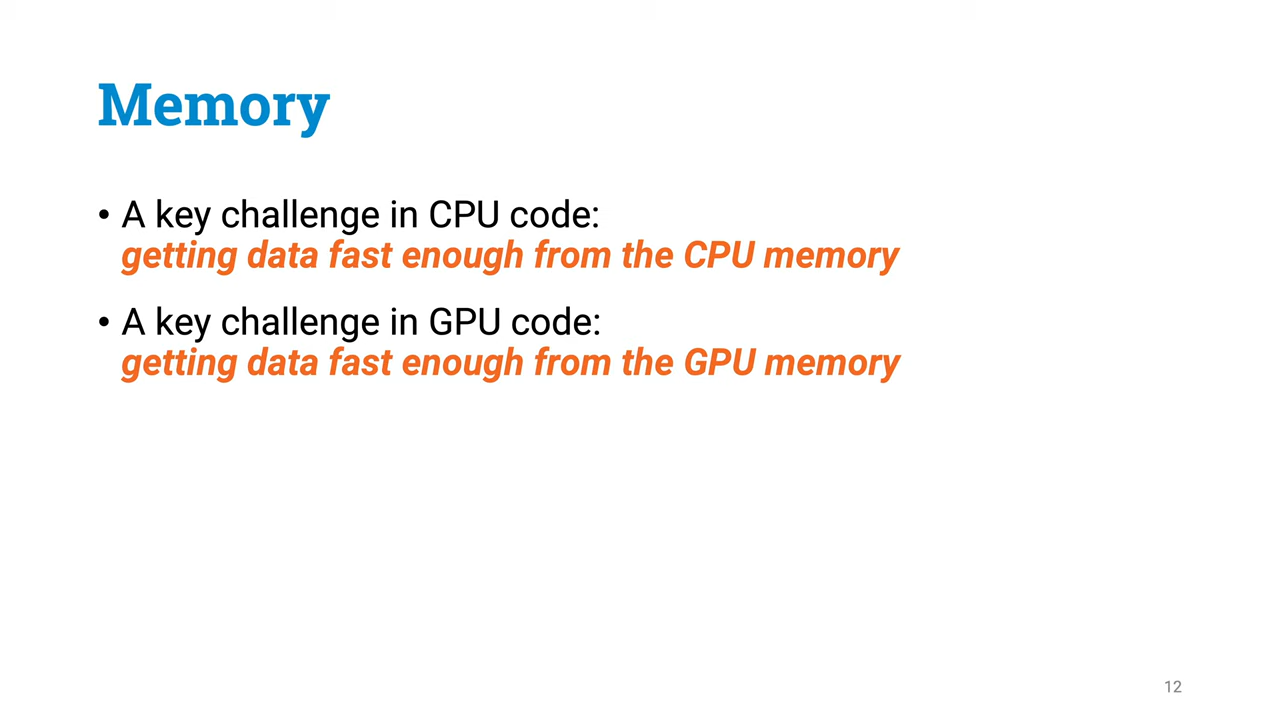 Memory
• A key challenge in CPU code:
getting data fast enough from the CPU memory
• A key challenge in GPU code:
getting data fast enough from the GPU memory
12